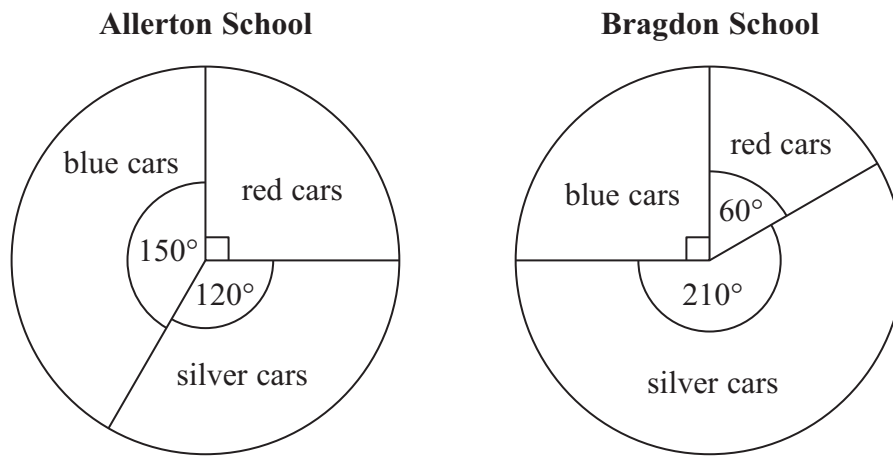 Allerton School
blue cars
red cars
150°
120°
silver cars
Bragdon School
red cars
blue cars
60°
210°
silver cars